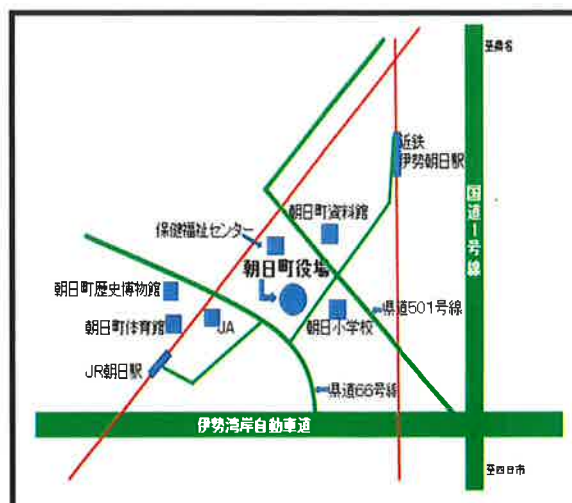 至桑名
近鉄
伊勢朝日駅
国道1号線
朝日町資料館
保健福祉センター
朝日町役場
朝日町歴史博物館
県道501号線
朝日町体育館
JA
朝日小学校
JR朝日駅
県道66号線
伊勢湾岸自動車道
至四日市